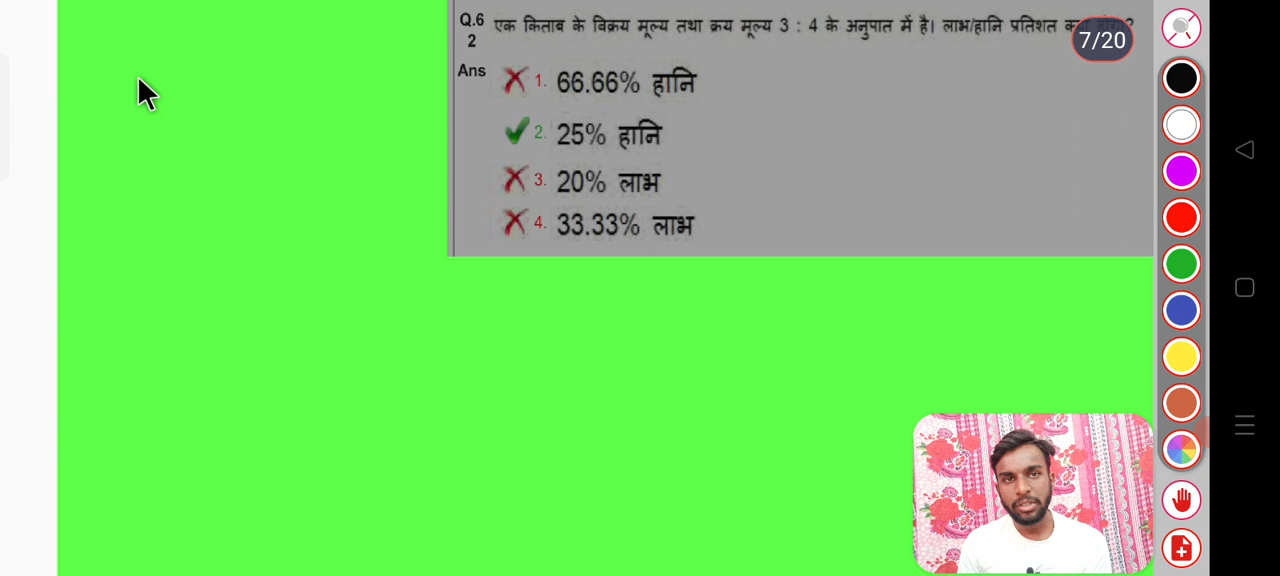 Q.6 एक किताब के विक्रय मूल्य तथा क्रय मूल्य 3 : 4 के अनुपात में है। लाभ/हानि प्रतिशत
2
7/20
Ans
1. 66.66% हानि
2. 25% हानि
3. 20% लाभ
4. 33.33% लाभ